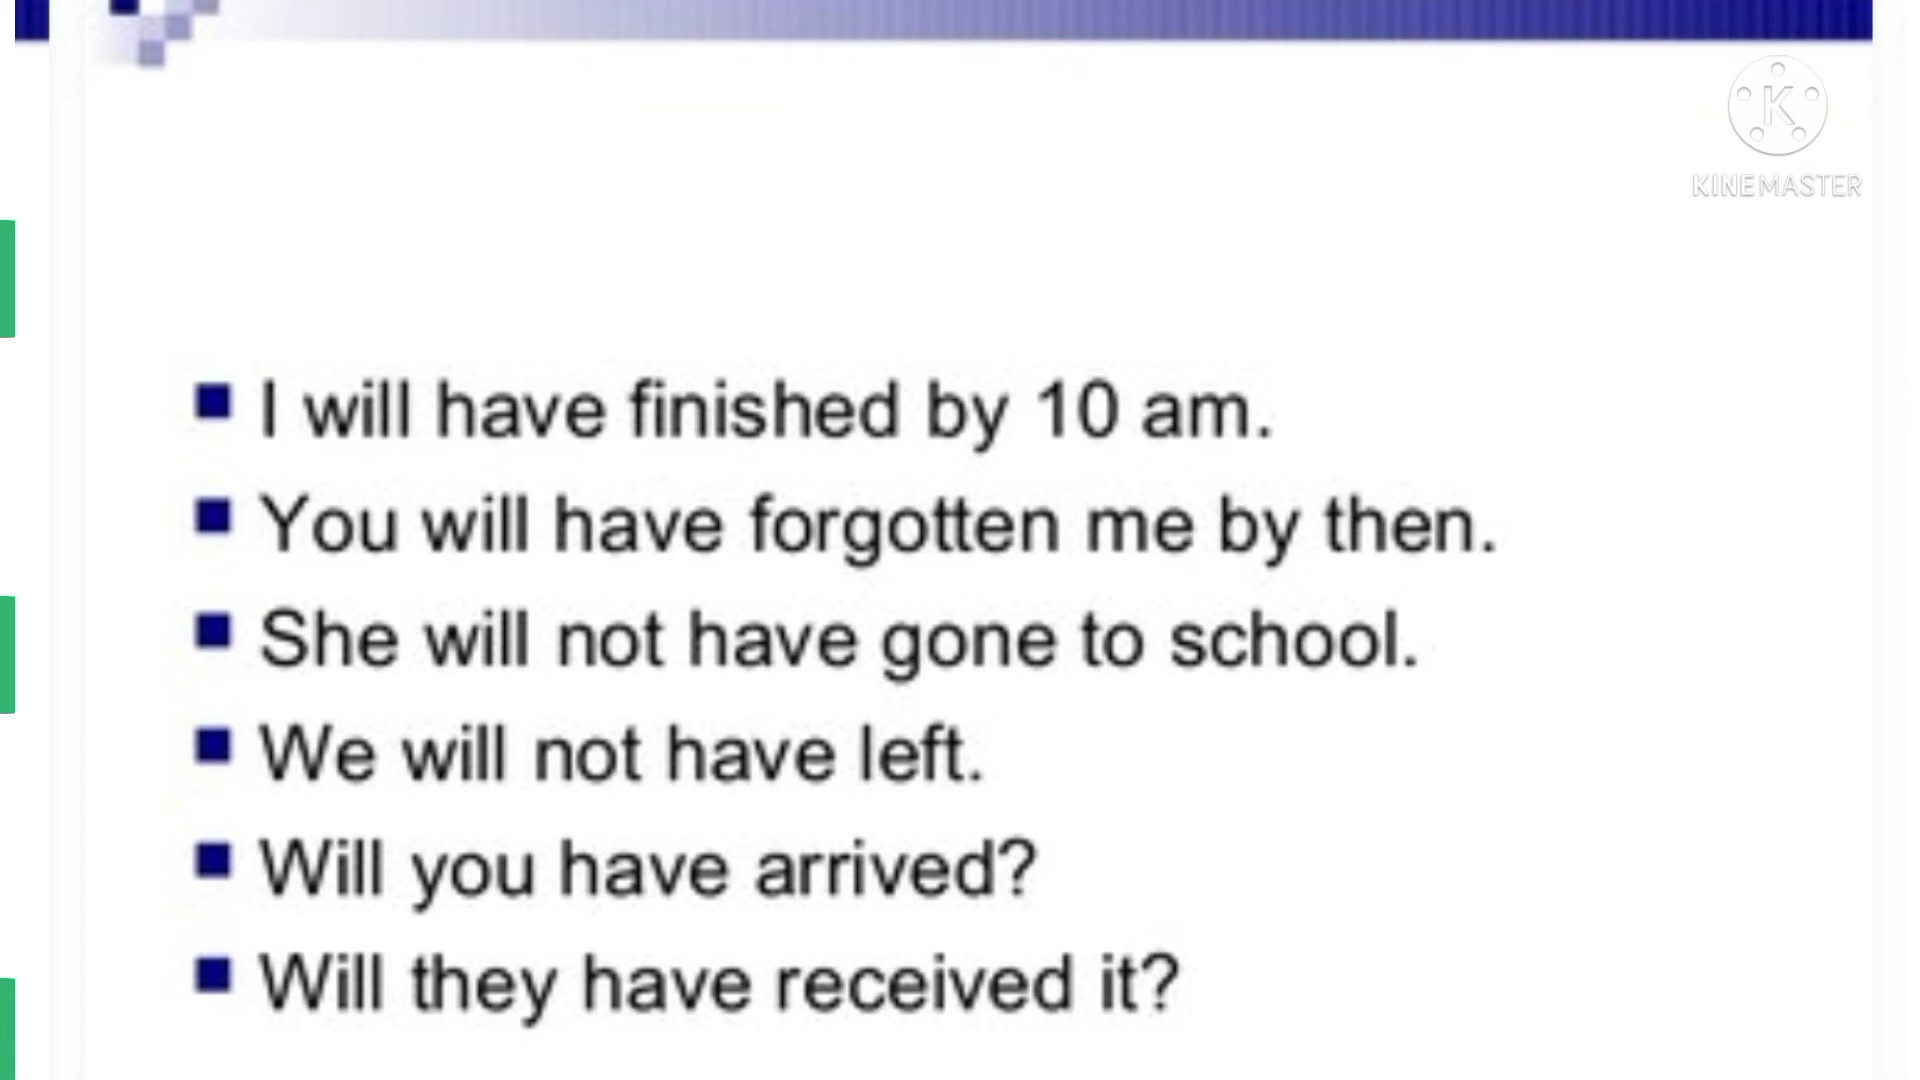 KINEMASTER
I will have finished by 10 am.
You will have forgotten me by then.
She will not have gone to school.
We will not have left.
Will you have arrived?
Will they have received it?